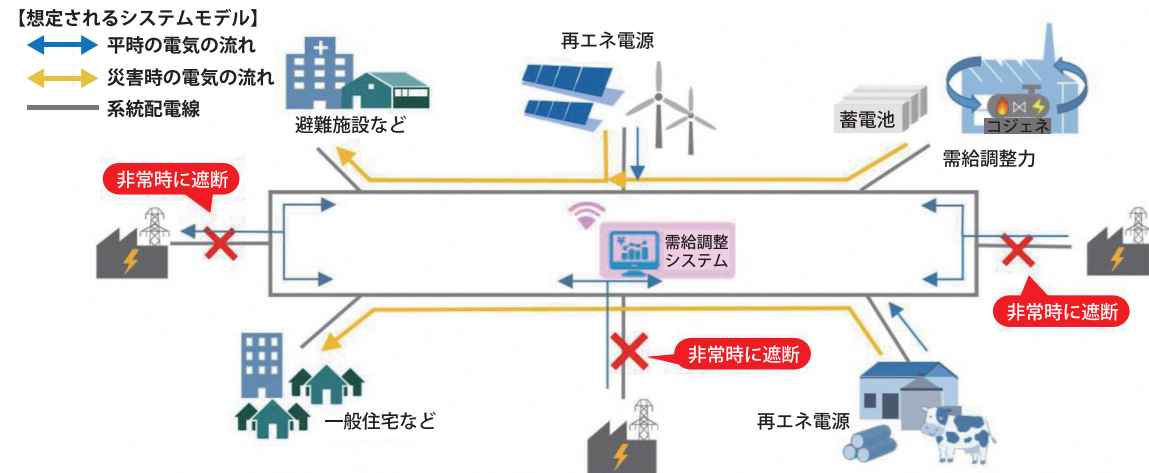 【想定されるシステムモデル】
平時の電気の流れ
災害時の電気の流れ
系統配電線
避難施設など
再エネ電源
蓄電池
コジェネ
需給調整力
非常時に遮断
需給調整
システム
非常時に遮断
非常時に遮断
一般住宅など
再エネ電源